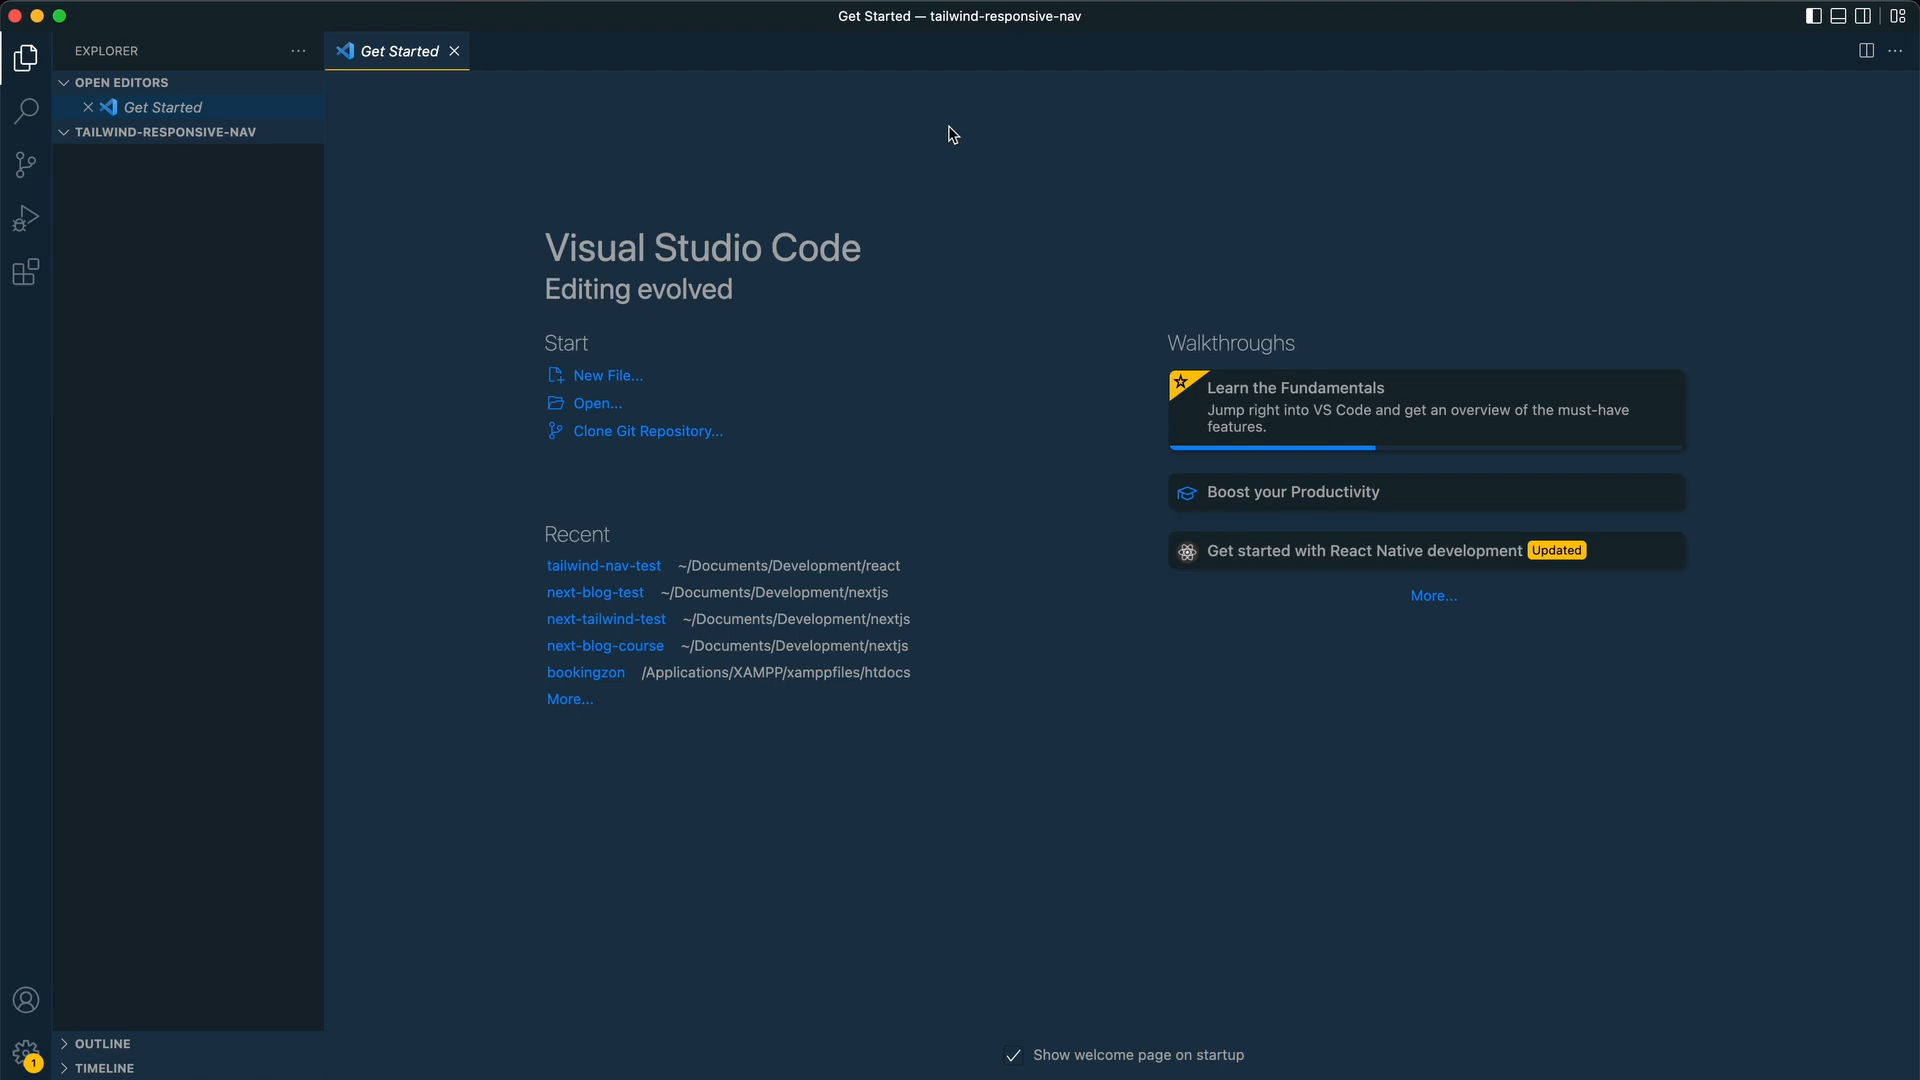 Get Started — tailwind-responsive-nav
EXPLORER
Get Started
OPEN EDITORS
Get Started
TAILWIND-RESPONSIVE-NAV
Visual Studio Code
Editing evolved
Start
New File...
Open...
Clone Git Repository...
Recent
tailwind-nav-test ~/Documents/Development/react
next-blog-test ~/Documents/Development/nextjs
next-tailwind-test ~/Documents/Development/nextjs
next-blog-course ~/Documents/Development/nextjs
bookingzon /Applications/XAMPP/xamppfiles/htdocs
More...
Walkthroughs
Learn the Fundamentals
Jump right into VS Code and get an overview of the must-have
features.
Boost your Productivity
Get started with React Native development Updated
More...
OUTLINE
TIMELINE
1
Show welcome page on startup